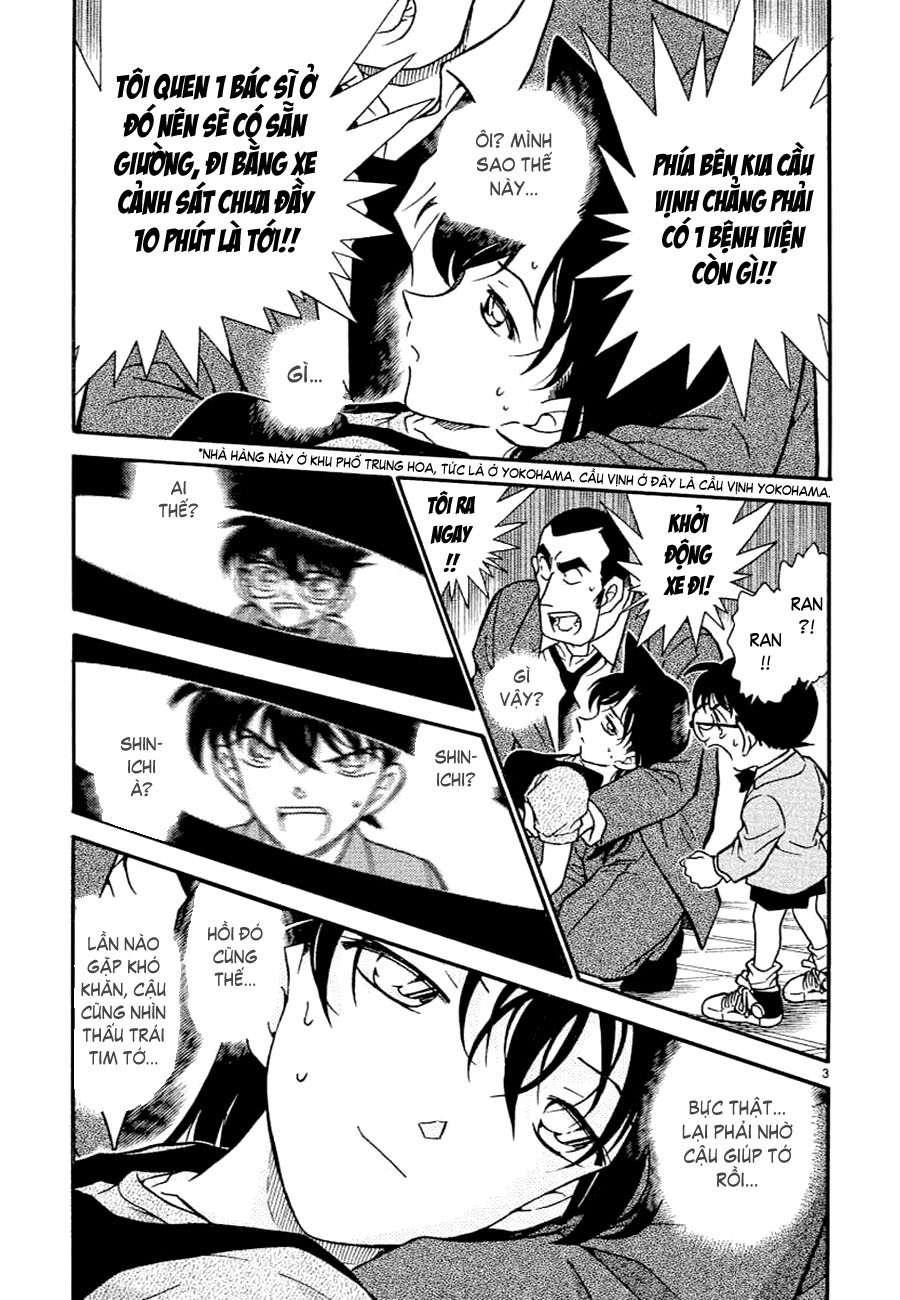 PHÍA BÊN KIA CẦU
VỊNH CHẲNG PHẢI
CÓ 1 BỆNH VIỆN
CÒN GÌ!!
ÔI? MÌNH
SAO THẾ
NÀY...
TÔI QUEN 1 BÁC SĨ Ở
ĐÓ NÊN SẼ CÓ SẴN
GIƯỜNG, ĐI BẰNG XE
CẢNH SÁT CHƯA ĐẦY
10 PHÚT LÀ TỚI!!
GÌ...
*NHÀ HÀNG NÀY Ở KHU PHỐ TRUNG HOA, TỨC LÀ Ở YOKOHAMA. CẦU VỊNH Ở ĐÂY LÀ CẦU VỊNH YOKOHAMA.
KHỞI
ĐỘNG
XE ĐI!
TÔI RA
NGAY
!!
RAN
?!
RAN
!!
GÌ
VẬY?
AI
THẾ?
SHIN-
ICHI
SHIN-
ICHI
À?
HỒI ĐÓ
CŨNG
THẾ...
LẦN NÀO
GẶP KHÓ
KHĂN, CẬU
CŨNG NHÌN
THẤU TRÁI
TIM TỚ...
3
BỰC THẬT...
LẠI PHẢI NHỜ
CẬU GIÚP TỚ
RỒI...